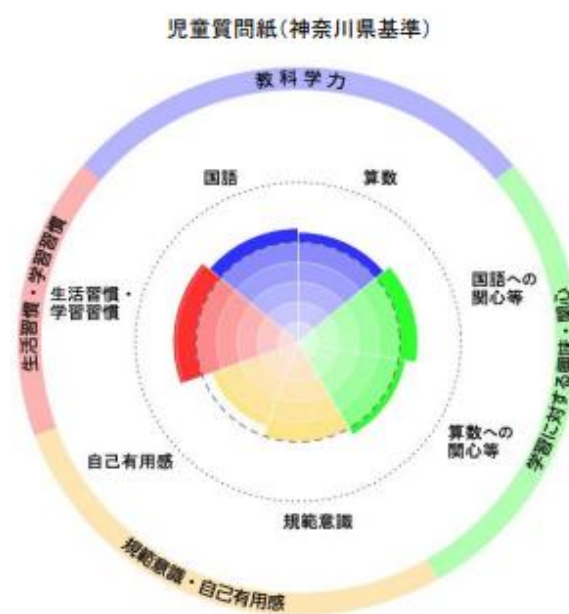 児童質問紙(神奈川県基準)
教科学力
国語
算数
生活習慣・学習習慣
生活習慣・
学習習慣
国語への
関心等
学習に対する関心・関心
算数への
関心等
自己有用感
規範意識
規範意識・自己有用感